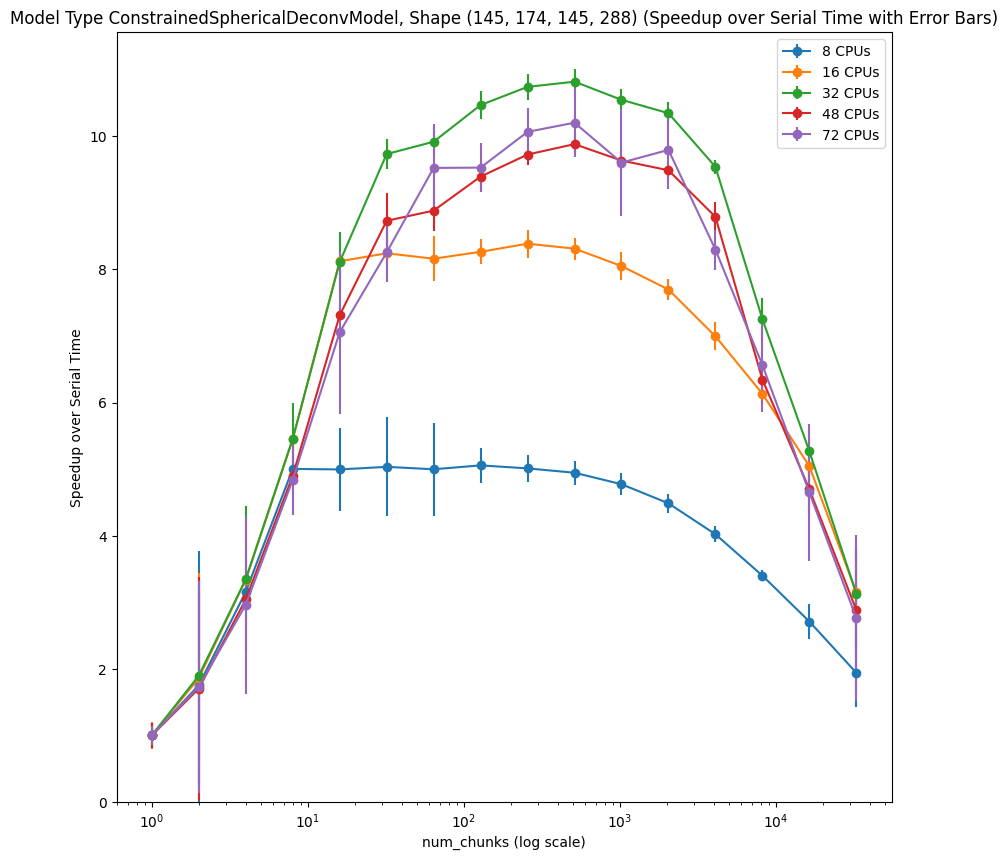 Model Type ConstrainedSphericalDeconvModel, Shape (145, 174, 145, 288) (Speedup over Serial Time with Error Bars)
8 CPUs
16 CPUs
32 CPUs
48 CPUs
72 CPUs
Speedup over Serial Time
10
8
6
4
2
0
10⁰
10¹
10²
10³
10⁴
num_chunks (log scale)